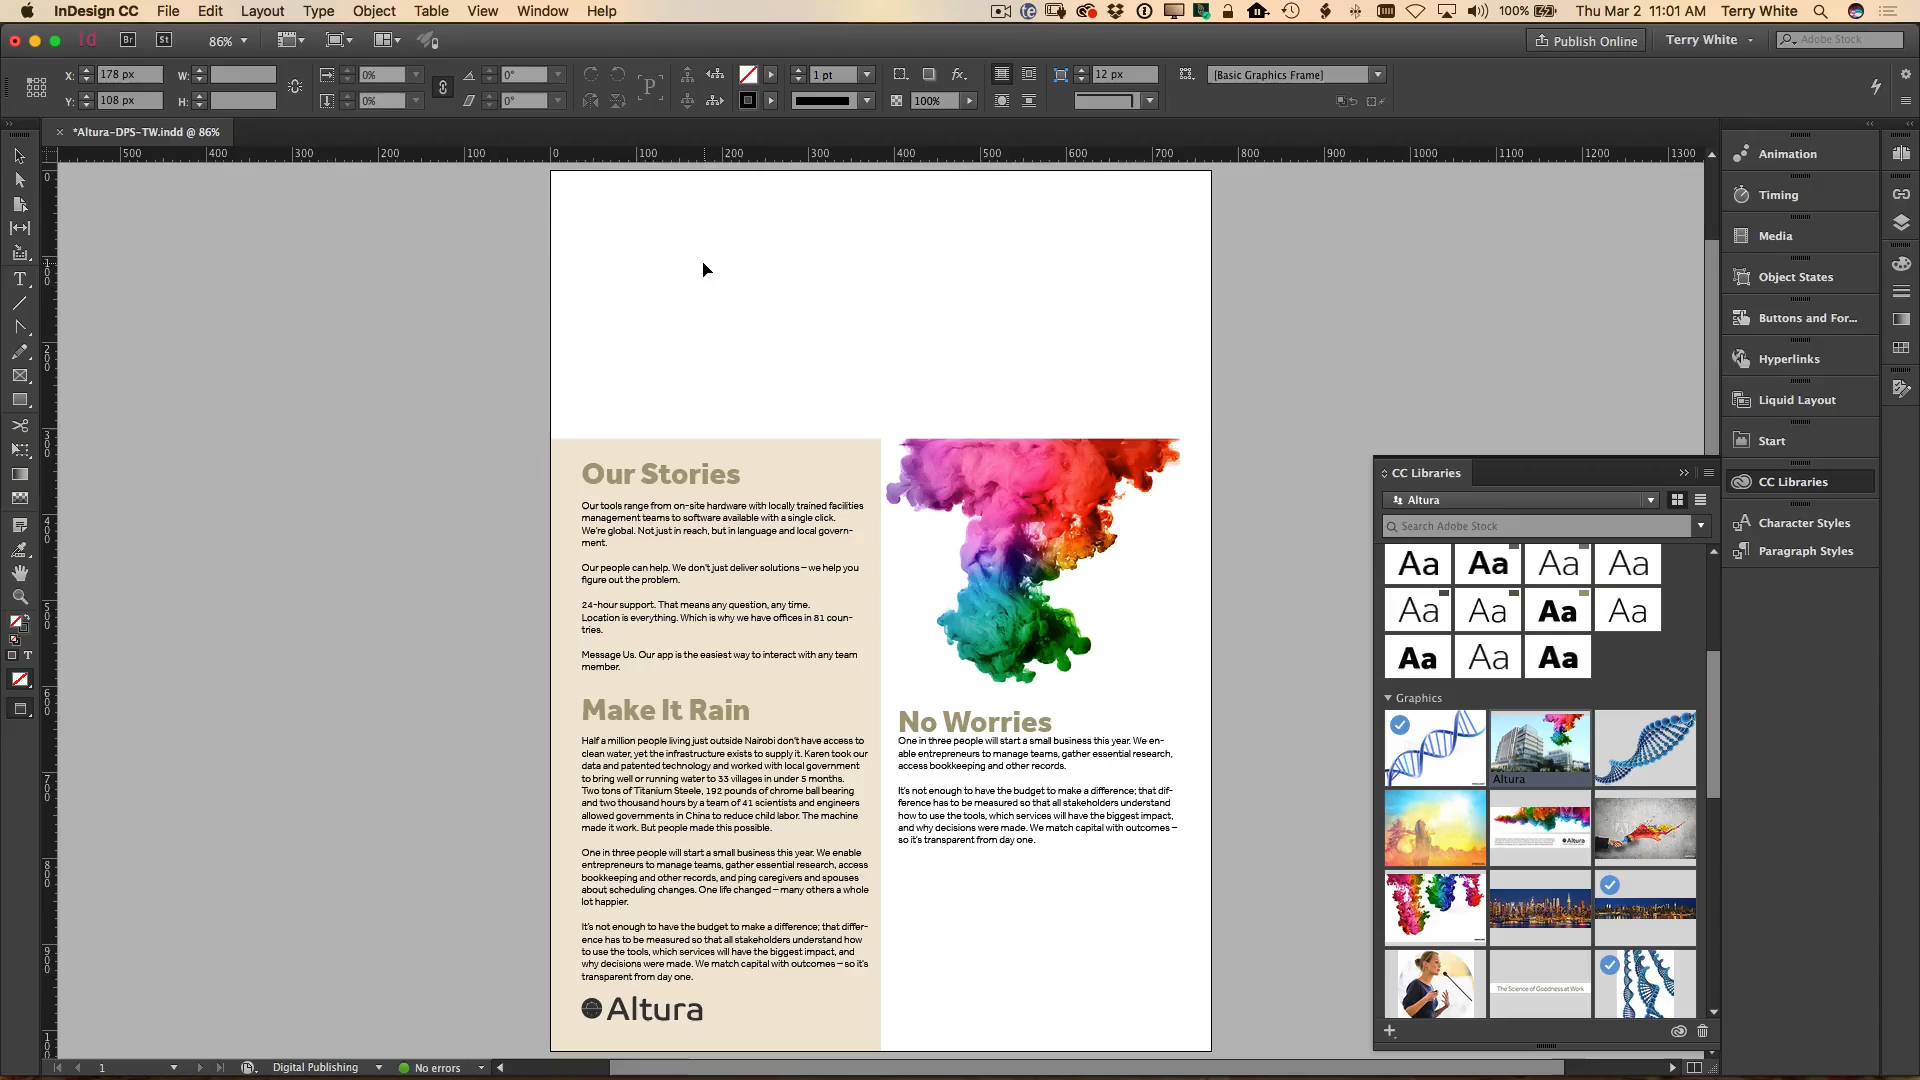 InDesign CC File Edit Layout Type Object Table View Window Help
100% Thu Mar 2 11:01 AM Terry White
Id Br St 86%
Publish Online Terry White Adobe Stock
X: 178 px W: 0% 0° 1 pt 12 px [Basic Graphics Frame]
Y: 108 px H: 0% 0° 100%
× *Altura-DPS-TW.indd @ 86%
500 400 300 200 100 0 100 200 300 400 500 600 700 800 900 1000 1100 1200 1300
Animation
Timing
Media
Object States
Buttons and For...
Hyperlinks
Liquid Layout
Start
CC Libraries
Character Styles
Paragraph Styles
Our Stories
Our tools range from on-site hardware with locally trained facilities
management teams to software available with a single click.
We're global. Not just in reach, but in language and local govern-
ment.
Our people can help. We don't just deliver solutions – we help you
figure out the problem.
24-hour support. That means any question, any time.
Location is everything. Which is why we have offices in 81 coun-
tries.
Message Us. Our app is the easiest way to interact with any team
member.
Make It Rain
Half a million people living just outside Nairobi don't have access to
clean water, yet the infrastructure exists to supply it. Karen took our
data and patented technology and worked with local government
to bring well or running water to 33 villages in under 5 months.
Two tons of Titanium Steele, 192 pounds of chrome ball bearing
and two thousand hours by a team of 41 scientists and engineers
allowed governments in China to reduce child labor. The machine
made it work. But people made this possible.
One in three people will start a small business this year. We enable
entrepreneurs to manage teams, gather essential research, access
bookkeeping and other records, and ping caregivers and spouses
about scheduling changes. One life changed – many others a whole
lot happier.
It's not enough to have the budget to make a difference; that differ-
ence has to be measured so that all stakeholders understand how
to use the tools, which services will have the biggest impact, and
why decisions were made. We match capital with outcomes – so it's
transparent from day one.
Altura
No Worries
One in three people will start a small business this year. We en-
able entrepreneurs to manage teams, gather essential research,
access bookkeeping and other records.
It's not enough to have the budget to make a difference; that dif-
ference has to be measured so that all stakeholders understand
how to use the tools, which services will have the biggest impact,
and why decisions were made. We match capital with outcomes –
so it's transparent from day one.
CC Libraries
Altura
Search Adobe Stock
Aa Aa Aa Aa
Aa Aa Aa Aa
Aa Aa Aa
Graphics
Altura
Altura
The Science of Goodness at Work
1 Digital Publishing No errors